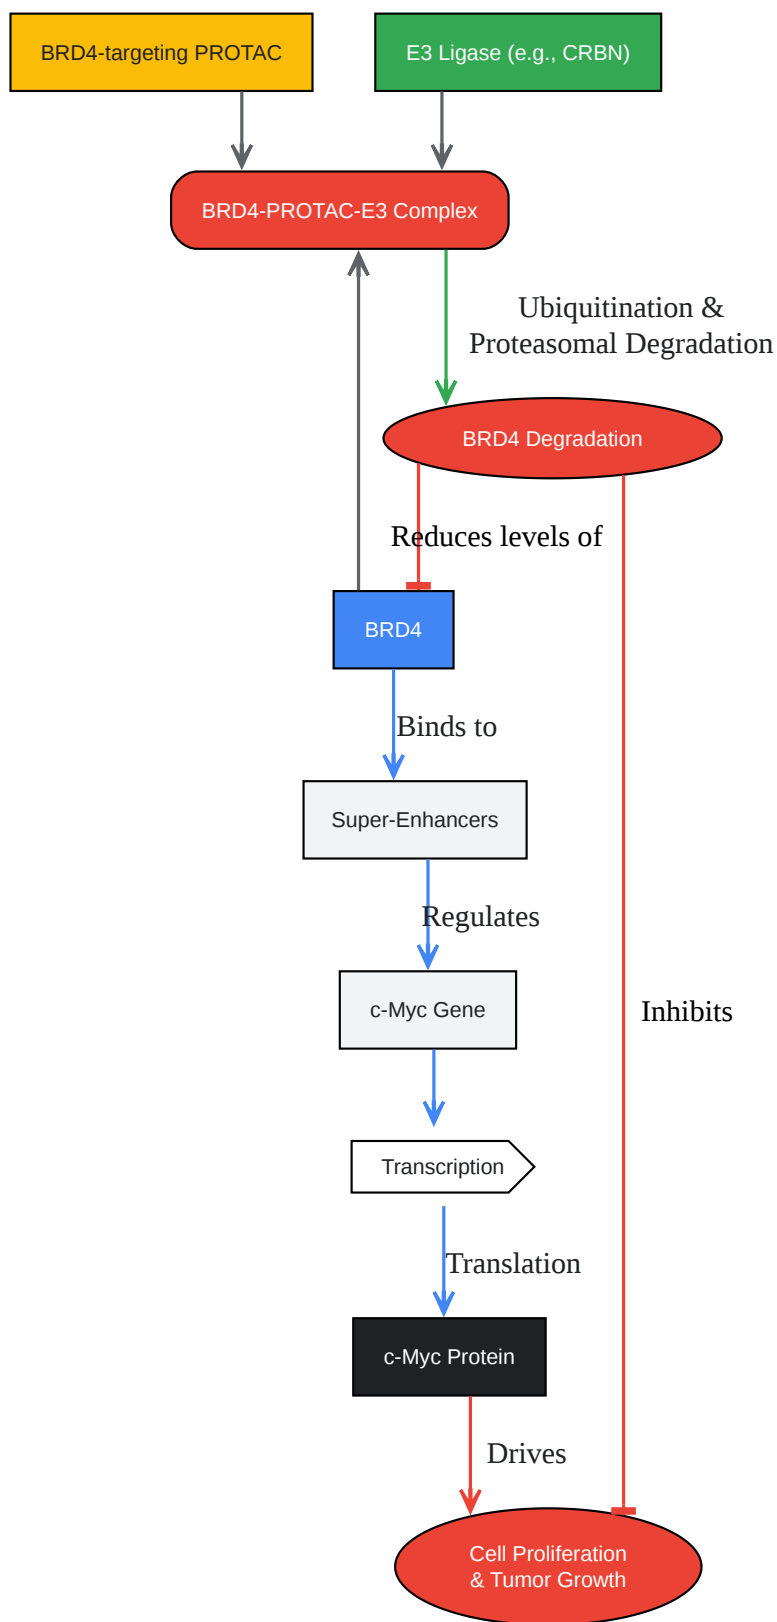 BRD4-targeting PROTAC
E3 Ligase (e.g., CRBN)
BRD4-PROTAC-E3 Complex
Ubiquitination &
Proteasomal Degradation
BRD4 Degradation
Reduces levels of
BRD4
Binds to
Super-Enhancers
Regulates
c-Myc Gene
Inhibits
Transcription
Translation
c-Myc Protein
Drives
Cell Proliferation
& Tumor Growth